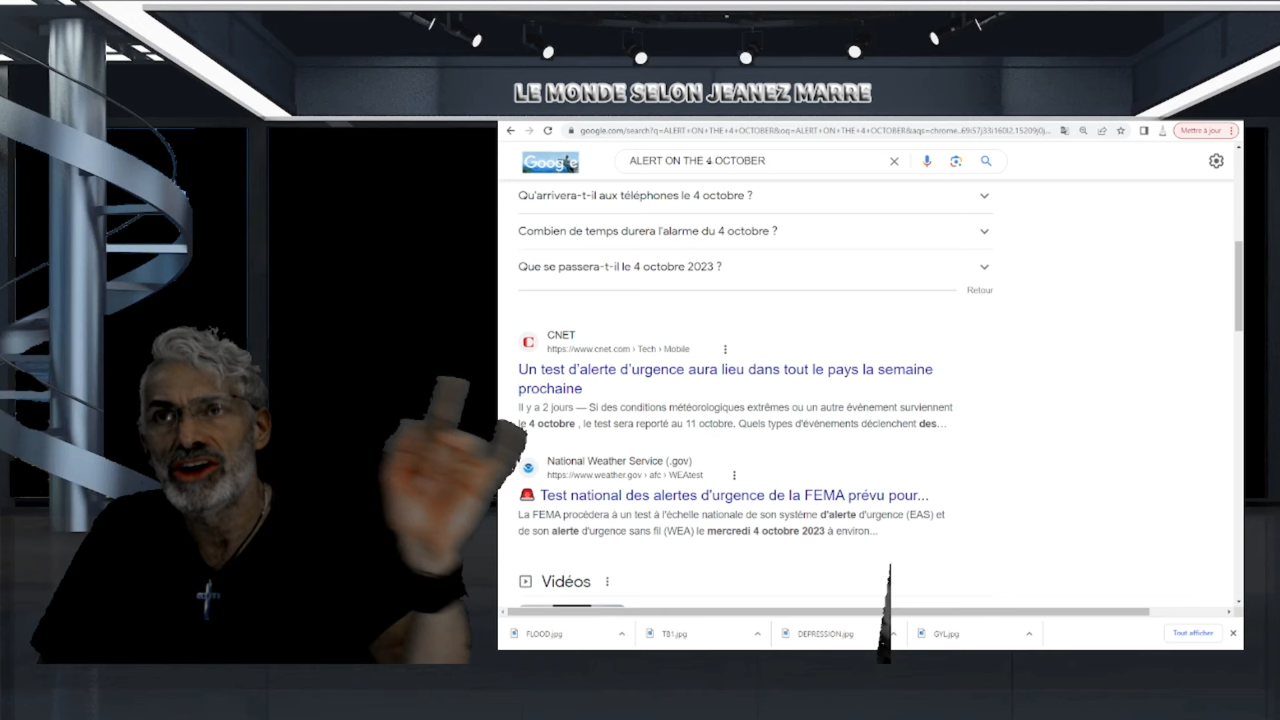 LE MONDE SELON JEANEZ MARRE
google.com/search?q=ALERT+ON+THE+4+OCTOBER&oq=ALERT+ON+THE+4+OCTOBER&aqs=chrome..69i57j33i160l2.15209j0j...
Mettre à jour
Google
ALERT ON THE 4 OCTOBER
Qu'arrivera-t-il aux téléphones le 4 octobre ?
Combien de temps durera l'alarme du 4 octobre ?
Que se passera-t-il le 4 octobre 2023 ?
Retour
CNET
https://www.cnet.com › Tech › Mobile
Un test d'alerte d'urgence aura lieu dans tout le pays la semaine
prochaine
Il y a 2 jours — Si des conditions météorologiques extrêmes ou un autre événement surviennent
le 4 octobre , le test sera reporté au 11 octobre. Quels types d'événements déclenchent des...
National Weather Service (.gov)
https://www.weather.gov › afc › WEAtest
Test national des alertes d'urgence de la FEMA prévu pour...
La FEMA procédera à un test à l'échelle nationale de son système d'alerte d'urgence (EAS) et
de son alerte d'urgence sans fil (WEA) le mercredi 4 octobre 2023 à environ...
Vidéos
FLOOD.jpg
TB1.jpg
DEPRESSION.jpg
GYL.jpg
Tout afficher